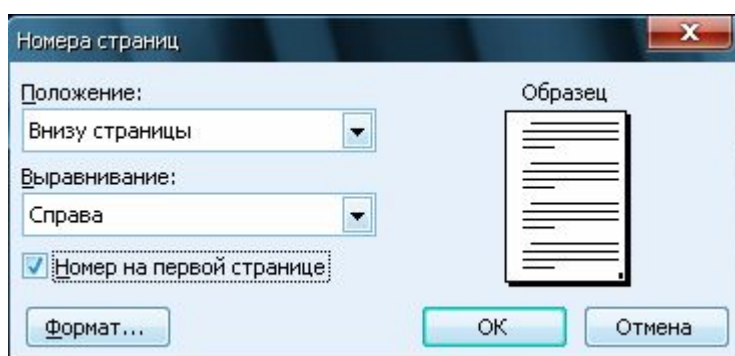 Номера страниц
Положение:
Образец
Внизу страницы
Выравнивание:
Справа
Номер на первой странице
Формат...
ОК
Отмена